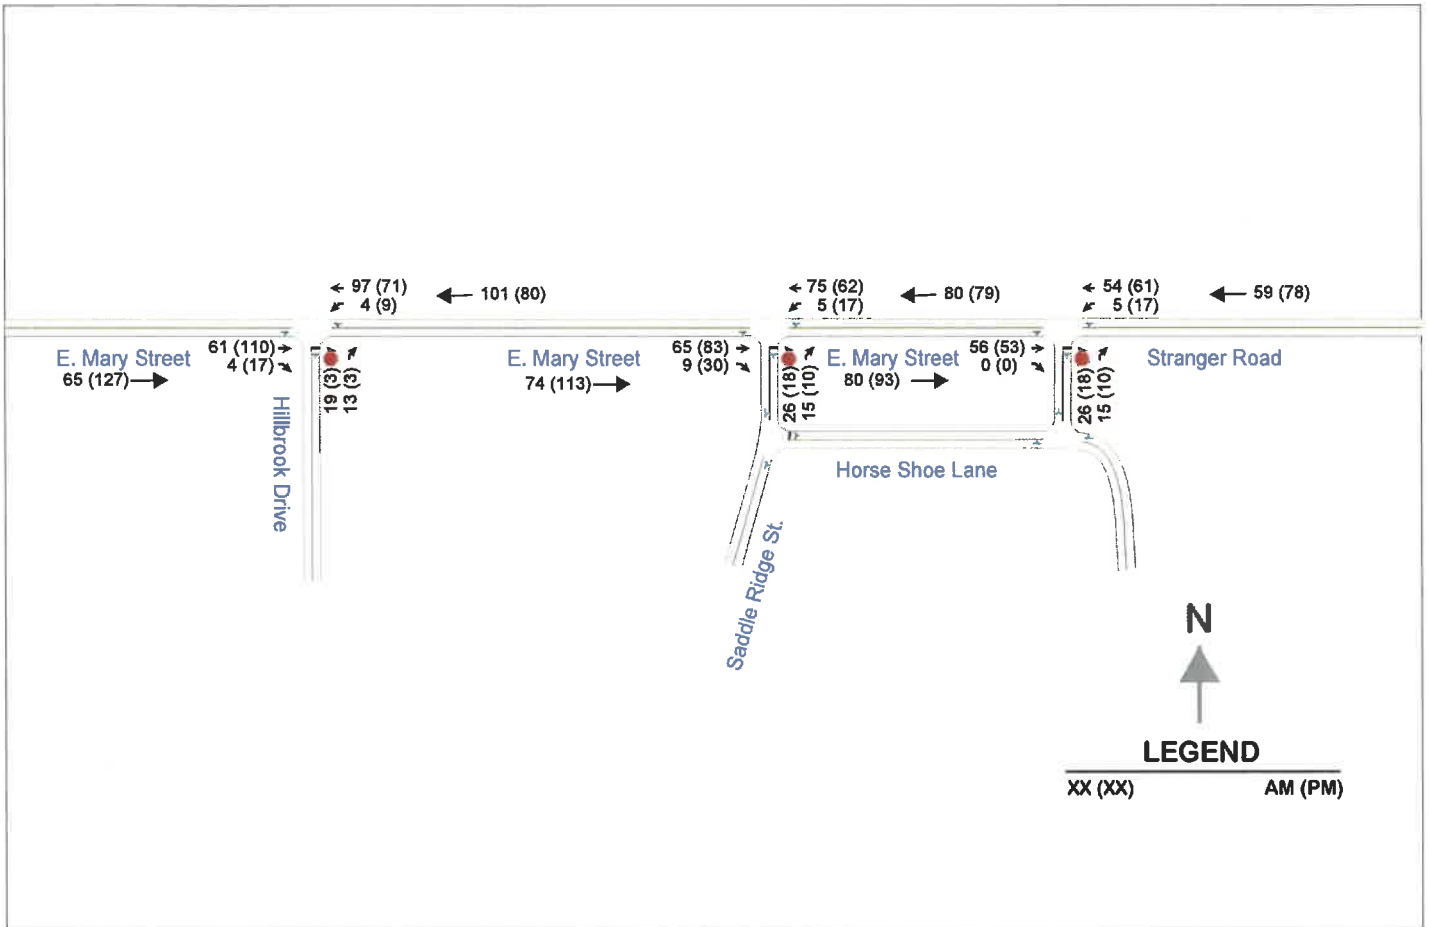 97 (71)
4 (9)
101 (80)
75 (62)
5 (17)
80 (79)
54 (61)
5 (17)
59 (78)
E. Mary Street
65 (127)
61 (110)
4 (17)
19 (3)
13 (3)
E. Mary Street
74 (113)
65 (83)
9 (30)
26 (18)
15 (10)
E. Mary Street
80 (93)
56 (53)
0 (0)
26 (18)
15 (10)
Stranger Road
Hillbrook Drive
Horse Shoe Lane
Saddle Ridge St.
N
LEGEND
XX (XX) AM (PM)